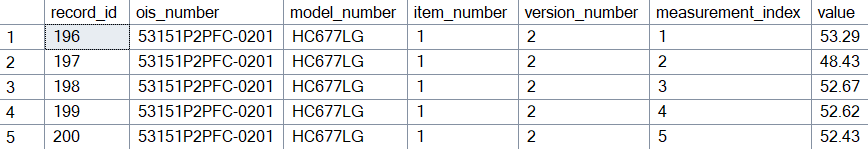 record_id ois_number model_number item_number version_number measurement_index value
1 196 53151P2PFC-0201 HC677LG 1 2 1 53.29
2 197 53151P2PFC-0201 HC677LG 1 2 2 48.43
3 198 53151P2PFC-0201 HC677LG 1 2 3 52.67
4 199 53151P2PFC-0201 HC677LG 1 2 4 52.62
5 200 53151P2PFC-0201 HC677LG 1 2 5 52.43